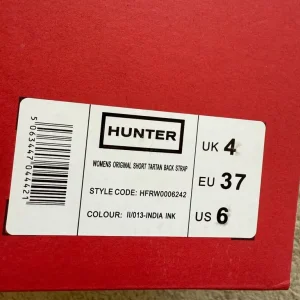 HUNTER
WOMENS ORIGINAL SHORT TARTAN BACK STRAP
STYLE CODE: HFRW0006242
COLOUR: II/013-INDIA INK
UK 4
EU 37
US 6
5063447044421